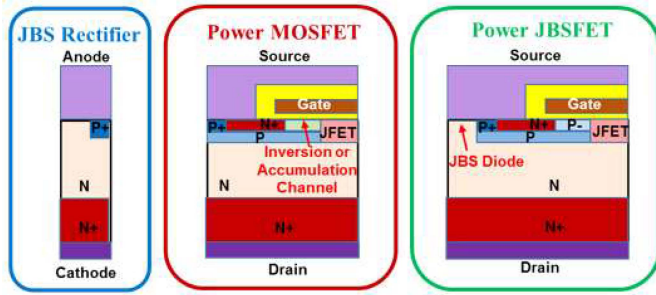 JBS Rectifier
Anode
P+
N
N+
Cathode
Power MOSFET
Source
Gate
P+
N+
P
JFET
Inversion or
Accumulation
Channel
N
N+
Drain
Power JBSFET
Source
Gate
P+
N+
P-
P
JFET
JBS Diode
N
N+
Drain